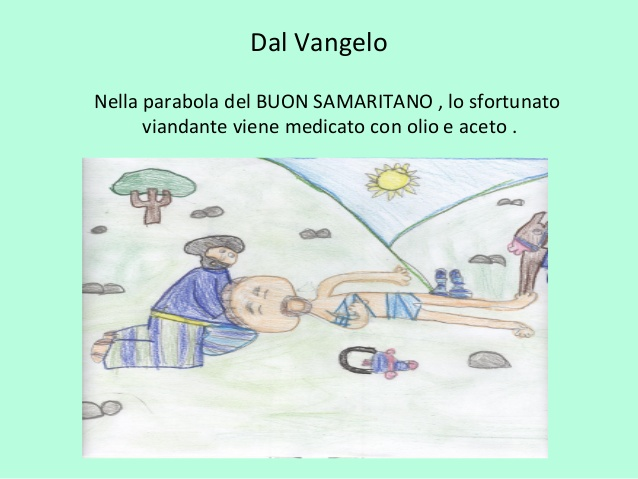 Dal Vangelo
Nella parabola del BUON SAMARITANO , lo sfortunato
viandante viene medicato con olio e aceto .